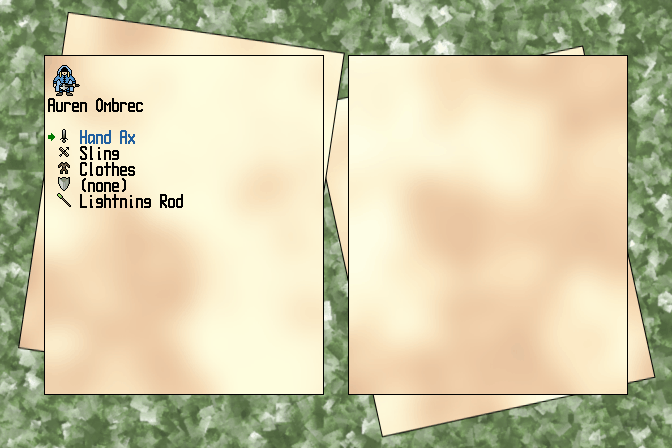 Auren Ombrec
Hand Ax
Sling
Clothes
(none)
Lightning Rod